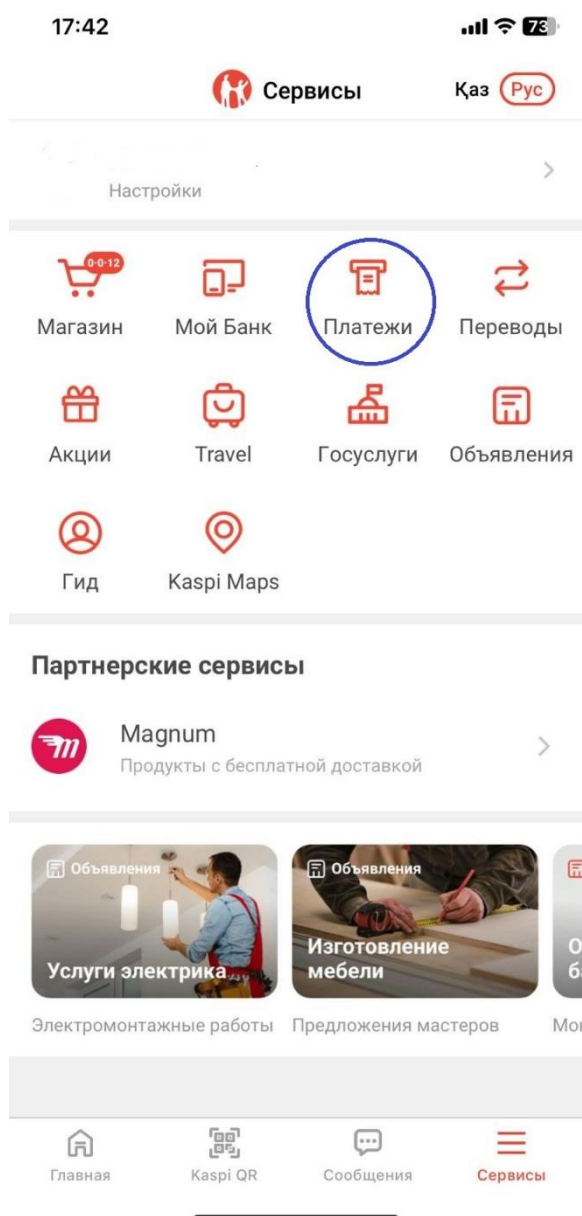 17:42
73
Сервисы
Қаз Рус
Настройки
0-0-12
Магазин Мой Банк Платежи Переводы
Акции Travel Госуслуги Объявления
Гид Kaspi Maps
Партнерские сервисы
Magnum
Продукты с бесплатной доставкой
Объявления
Услуги электрика
Электромонтажные работы
Объявления
Изготовление
мебели
Предложения мастеров
Главная Kaspi QR Сообщения Сервисы